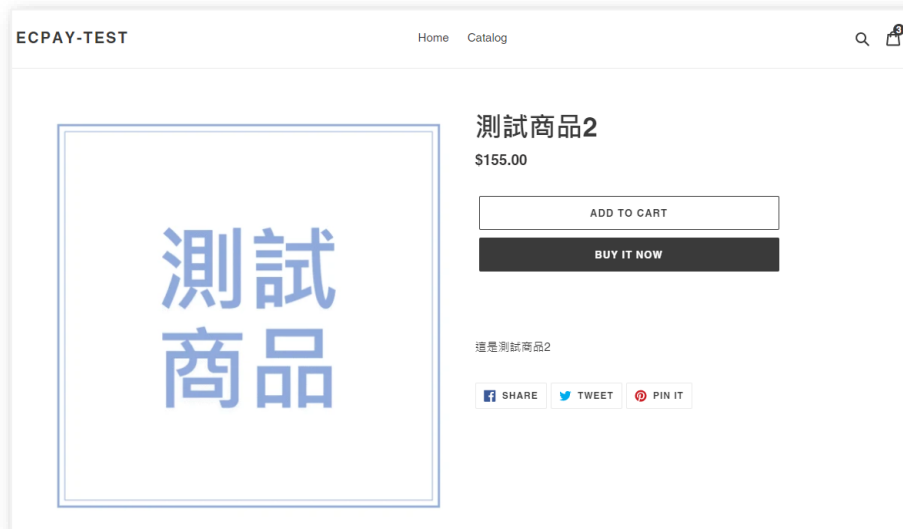 ECPAY-TEST
Home
Catalog
3
測試
商品
測試商品2
$155.00
ADD TO CART
BUY IT NOW
這是測試商品2
SHARE
TWEET
PIN IT